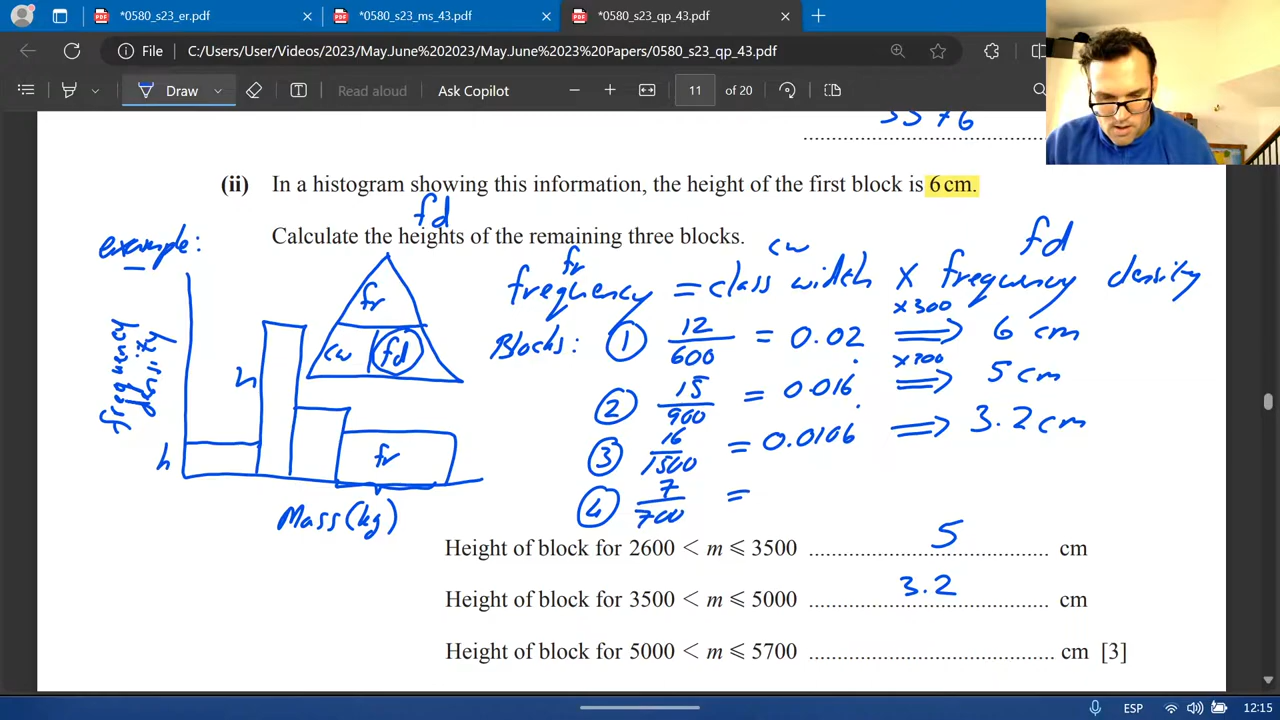 *0580_s23_er.pdf
*0580_s23_ms_43.pdf
*0580_s23_qp_43.pdf
File C:/Users/User/Videos/2023/May.June%202023/May.June%2023%20Papers/0580_s23_qp_43.pdf
Draw Read aloud Ask Copilot 11 of 20
5576
(ii) In a histogram showing this information, the height of the first block is 6 cm.
fd
Calculate the heights of the remaining three blocks.
example:
frequency density
h
h
fr
Mass (kg)
fr
cw fd
fr cw fd
frequency = class width × frequency density
Blocks: ① 12/600 = 0.02 ×300 ⟹ 6 cm
② 15/900 = 0.016̇ ×300 ⟹ 5 cm
③ 16/1500 = 0.0106̇ ⟹ 3.2 cm
④ 7/700 =
Height of block for 2600 < m ⩽ 3500 5 cm
Height of block for 3500 < m ⩽ 5000 3.2 cm
Height of block for 5000 < m ⩽ 5700 cm [3]
ESP 12:15